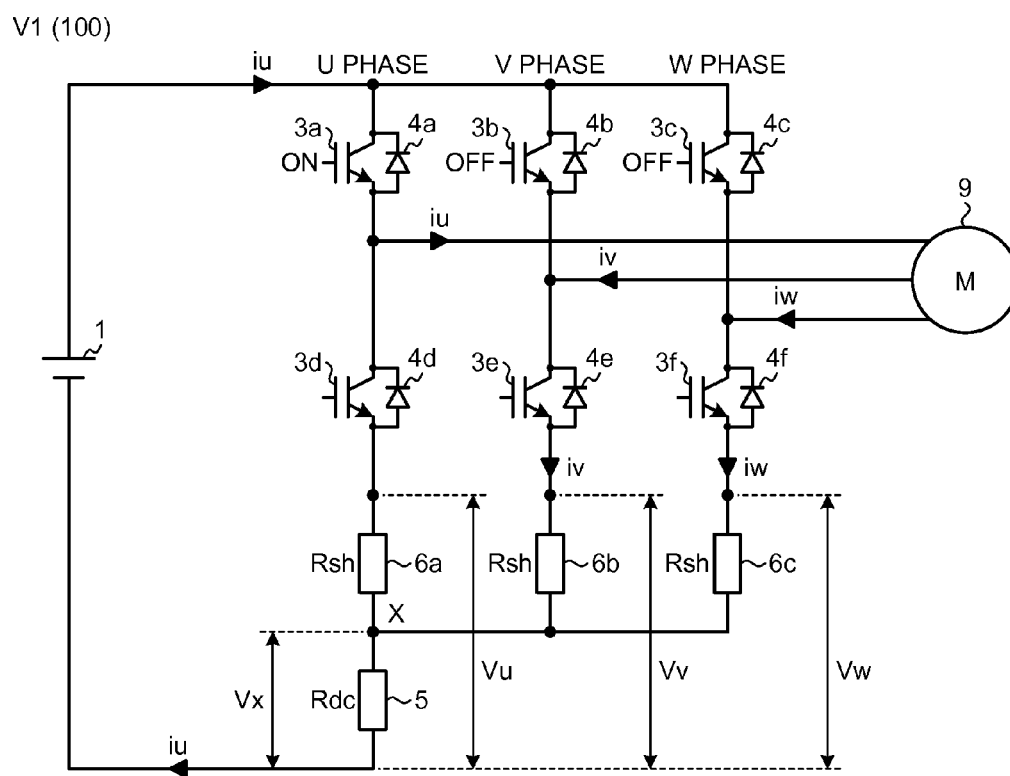 V1 (100)
iu
U PHASE
V PHASE
W PHASE
3a
4a
3b
4b
3c
4c
ON
OFF
OFF
9
iu
iv
M
iw
1
3d
4d
3e
4e
3f
4f
iv
iw
Rsh
6a
Rsh
6b
Rsh
6c
X
Vu
Vv
Vw
Vx
Rdc
5
iu